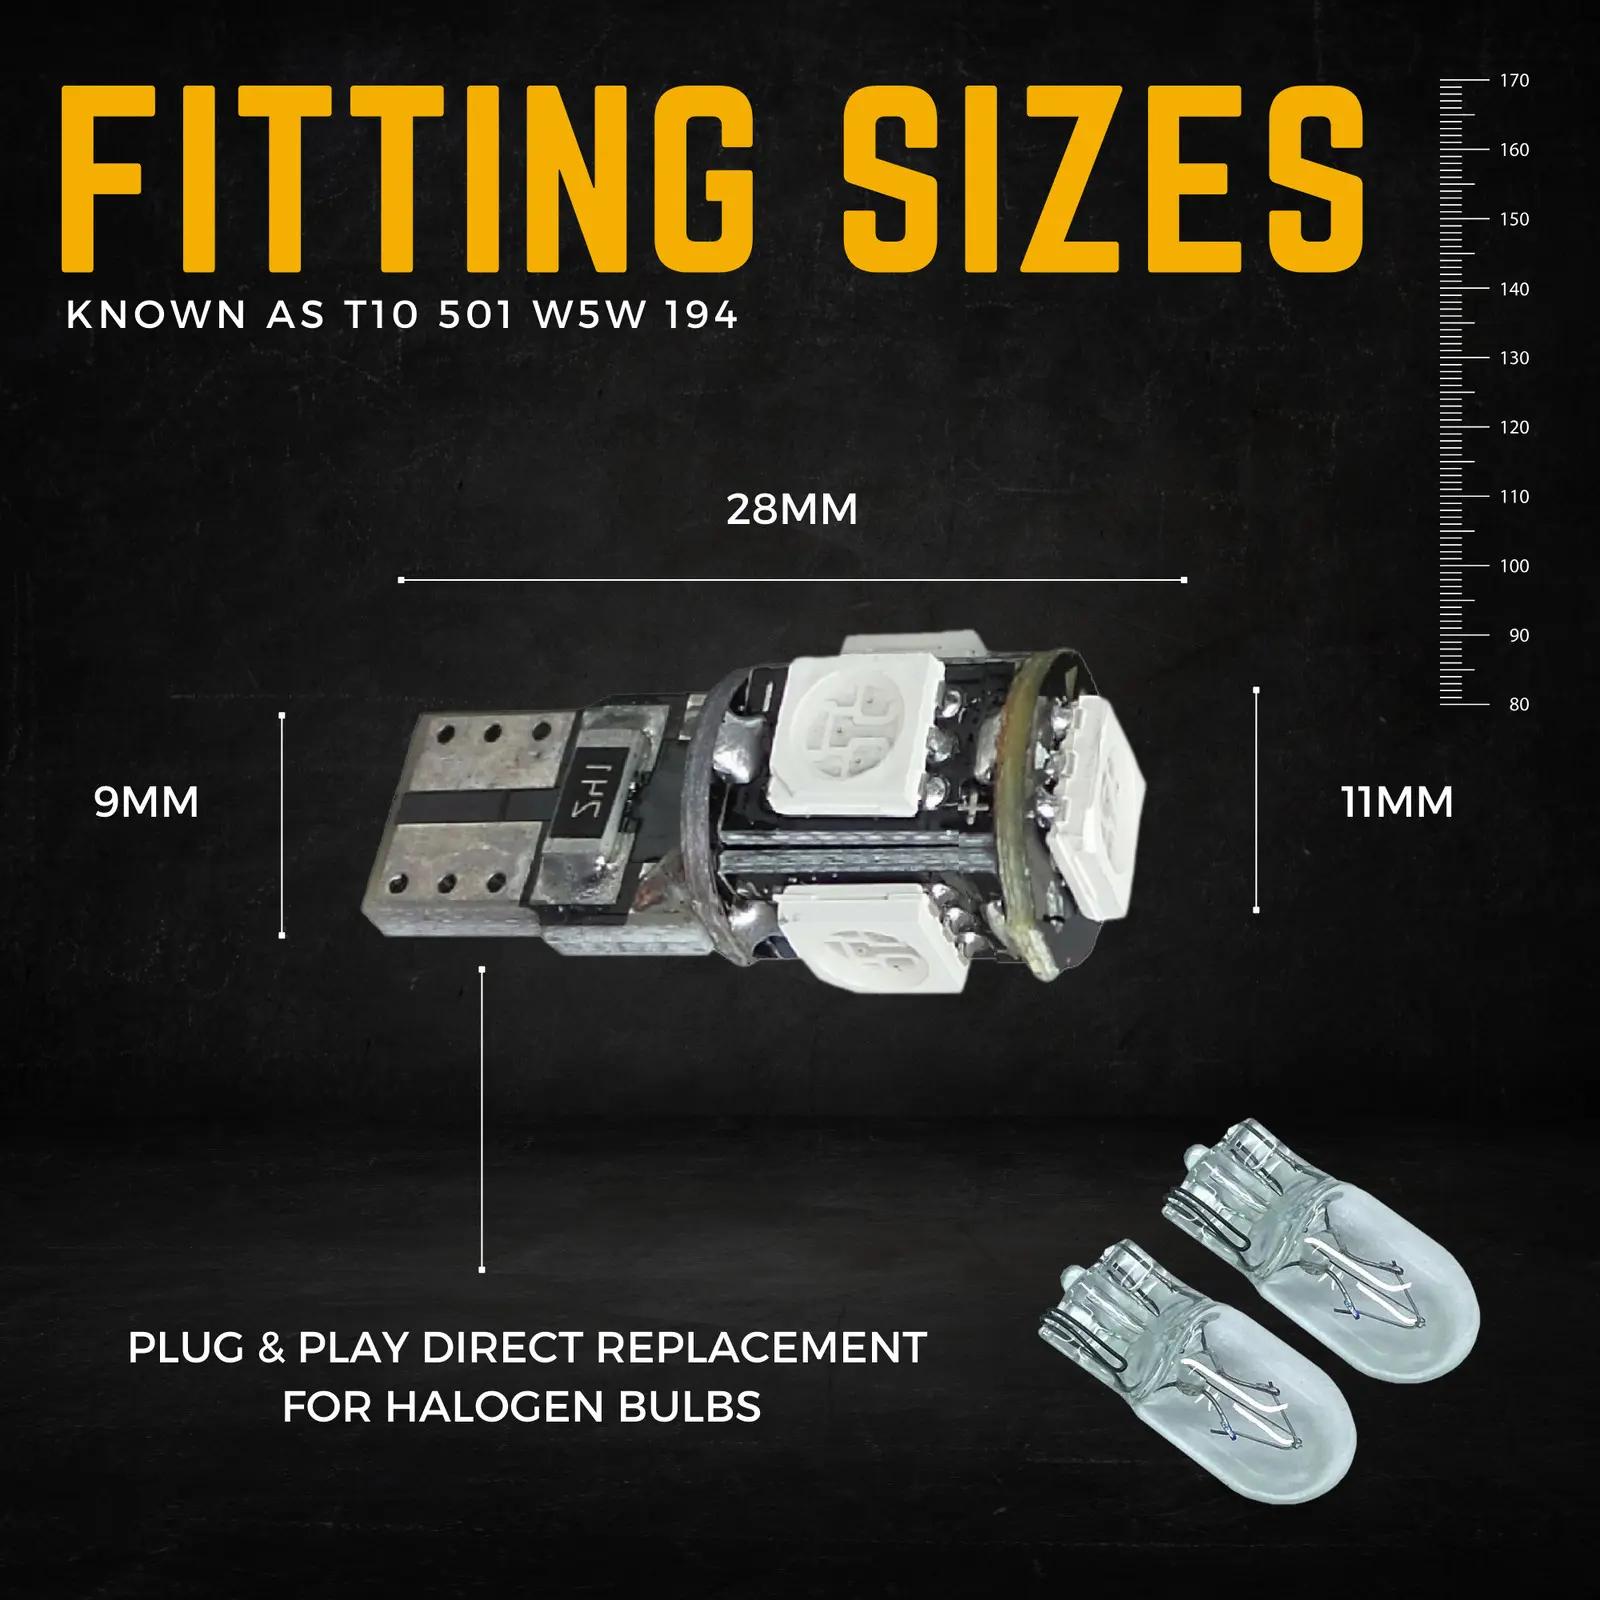 FITTING SIZES
KNOWN AS T10 501 W5W 194
170
160
150
140
130
120
110
100
90
80
28MM
9MM
11MM
PLUG & PLAY DIRECT REPLACEMENT
FOR HALOGEN BULBS